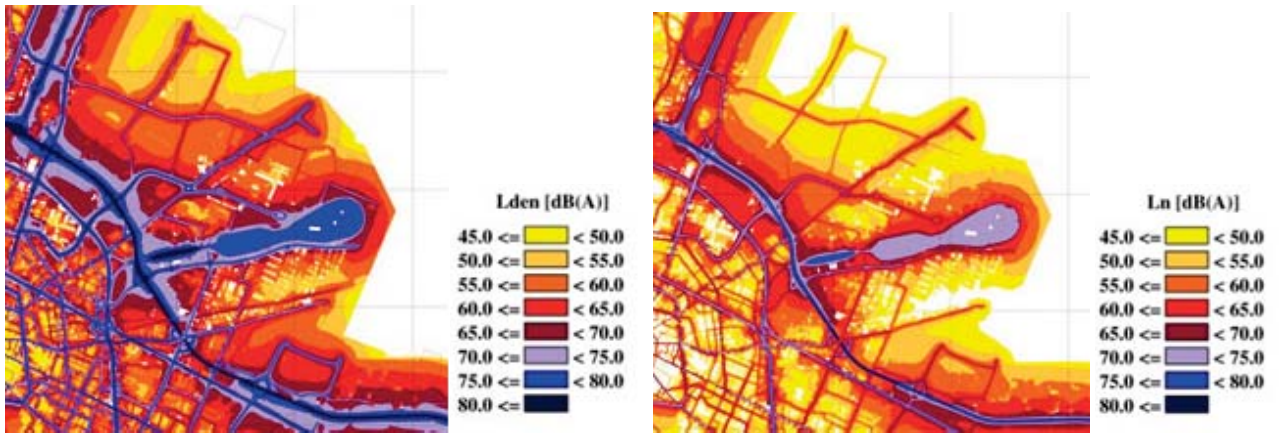 Lden [dB(A)]
45.0 <= < 50.0
50.0 <= < 55.0
55.0 <= < 60.0
60.0 <= < 65.0
65.0 <= < 70.0
70.0 <= < 75.0
75.0 <= < 80.0
80.0 <=
Ln [dB(A)]
45.0 <= < 50.0
50.0 <= < 55.0
55.0 <= < 60.0
60.0 <= < 65.0
65.0 <= < 70.0
70.0 <= < 75.0
75.0 <= < 80.0
80.0 <=